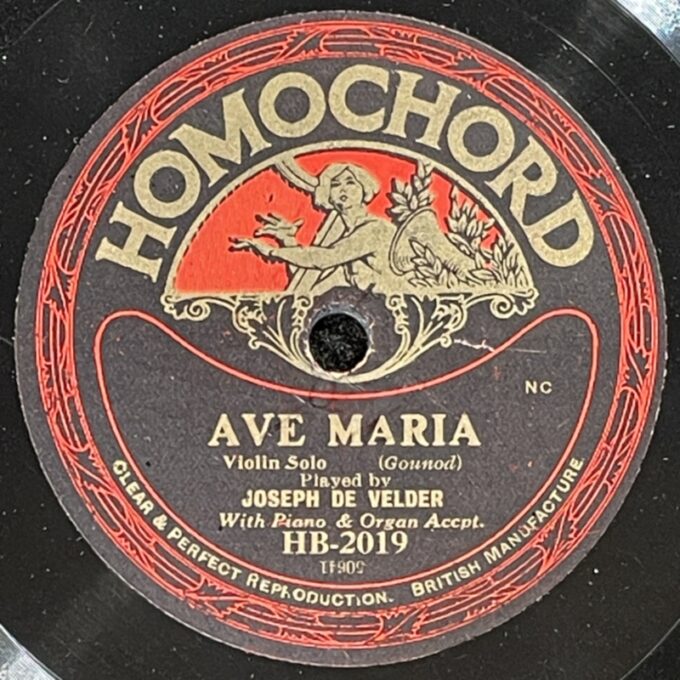 HOMOCHORD
NC
AVE MARIA
Violin Solo (Gounod)
Played by
JOSEPH DE VELDER
With Piano & Organ Accpt.
HB-2019
50611
CLEAR & PERFECT REPRODUCTION. BRITISH MANUFACTURE.